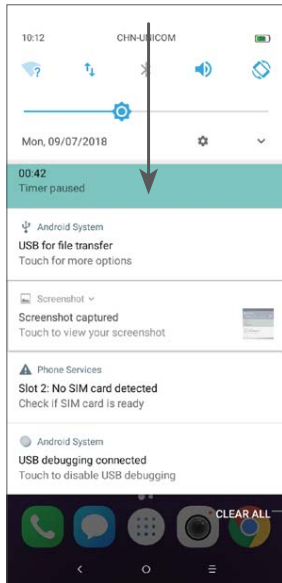 10:12 CHN-UNICOM
?
Mon, 09/07/2018
00:42
Timer paused
Android System
USB for file transfer
Touch for more options
Screenshot
Screenshot captured
Touch to view your screenshot
Phone Services
Slot 2: No SIM card detected
Check if SIM card is ready
Android System
USB debugging connected
Touch to disable USB debugging
CLEAR ALL